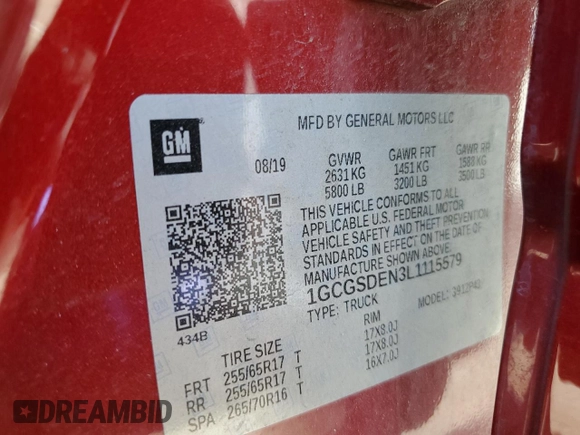 GM
MFD BY GENERAL MOTORS LLC
08/19
GVWR GAWR FRT GAWR RR
2631 KG 1451 KG 1588 KG
5800 LB 3200 LB 3500 LB
THIS VEHICLE CONFORMS TO ALL
APPLICABLE U.S. FEDERAL MOTOR
VEHICLE SAFETY AND THEFT PREVENTION
STANDARDS IN EFFECT ON THE DATE OF
MANUFACTURE SHOWN ABOVE.
1GCGSDEN3L1115579
TYPE: TRUCK MODEL:
434B
TIRE SIZE RIM
FRT 255/65R17 T 17X8.0J
RR 255/65R17 T 17X8.0J
SPA 265/70R16 T 16X7.0J
DREAMBID